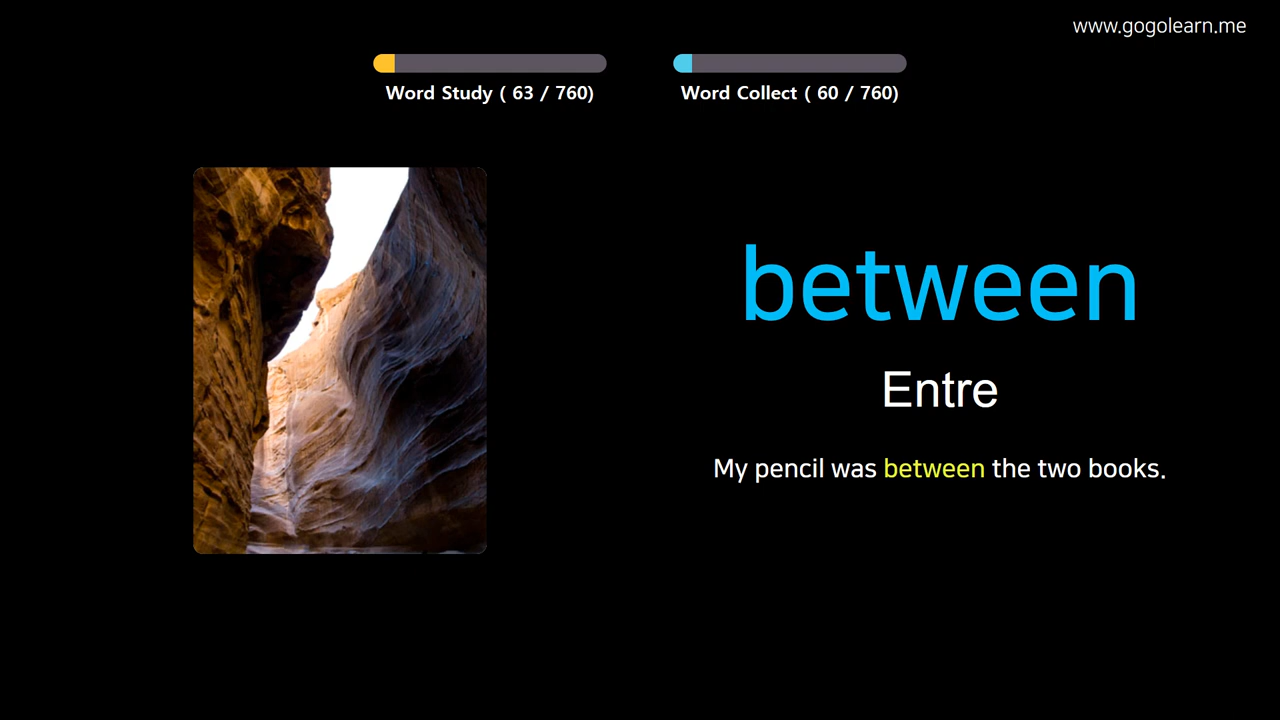 www.gogolearn.me
Word Study ( 63 / 760)
Word Collect ( 60 / 760)
between
Entre
My pencil was between the two books.